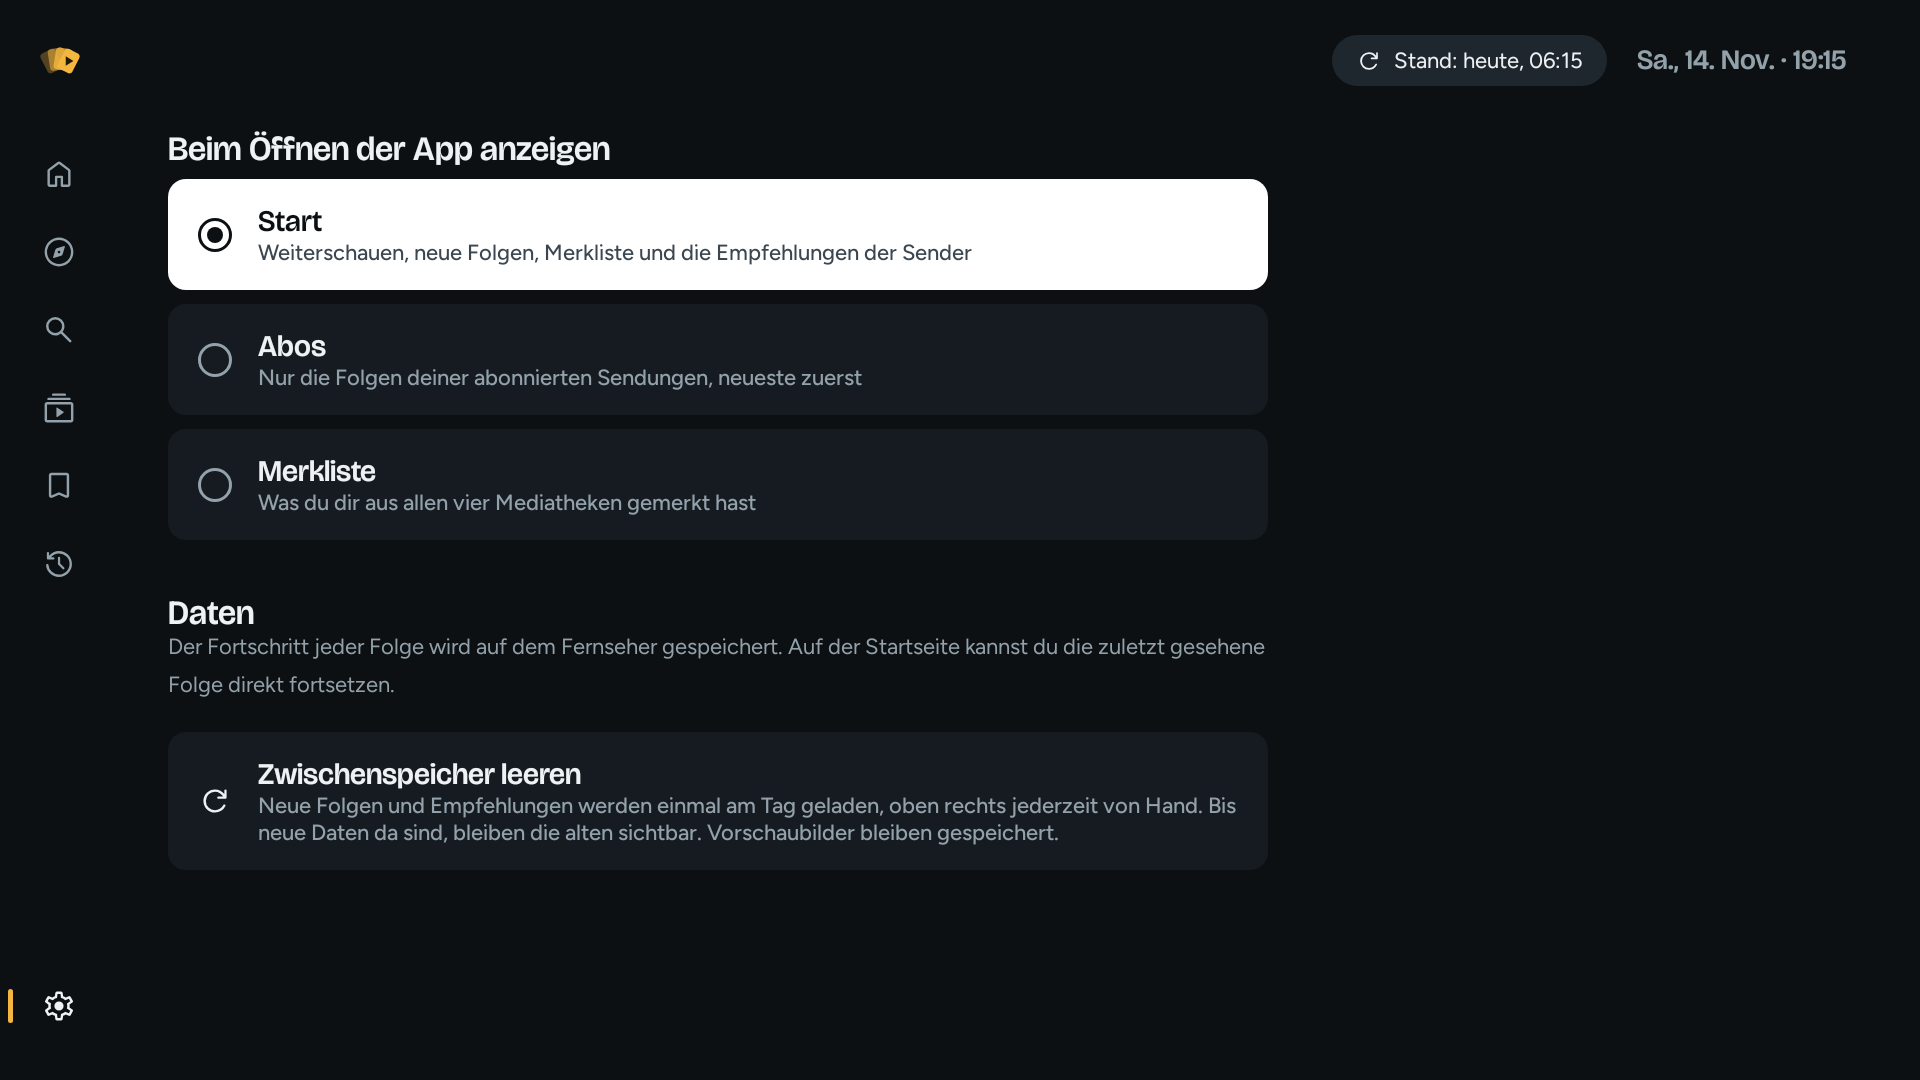 Stand: heute, 06:15
Sa., 14. Nov. · 19:15
Beim Öffnen der App anzeigen
Start
Weiterschauen, neue Folgen, Merkliste und die Empfehlungen der Sender
Abos
Nur die Folgen deiner abonnierten Sendungen, neueste zuerst
Merkliste
Was du dir aus allen vier Mediatheken gemerkt hast
Daten
Der Fortschritt jeder Folge wird auf dem Fernseher gespeichert. Auf der Startseite kannst du die zuletzt gesehene
Folge direkt fortsetzen.
Zwischenspeicher leeren
Neue Folgen und Empfehlungen werden einmal am Tag geladen, oben rechts jederzeit von Hand. Bis
neue Daten da sind, bleiben die alten sichtbar. Vorschaubilder bleiben gespeichert.